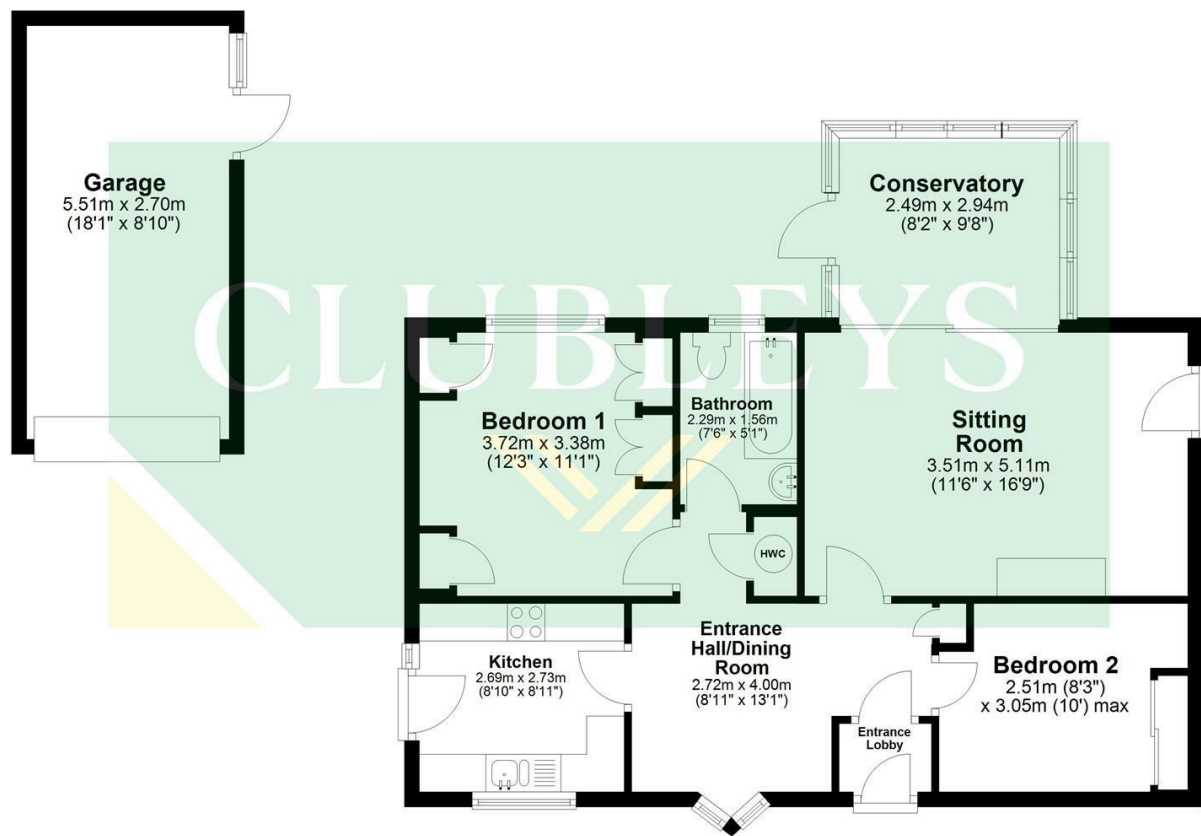 Garage
5.51m x 2.70m
(18'1" x 8'10")
Conservatory
2.49m x 2.94m
(8'2" x 9'8")
CLUBLEYS
Bedroom 1
3.72m x 3.38m
(12'3" x 11'1")
Bathroom
2.29m x 1.56m
(7'6" x 5'1")
Sitting
Room
3.51m x 5.11m
(11'6" x 16'9")
HWC
Kitchen
2.69m x 2.73m
(8'10" x 8'11")
Entrance
Hall/Dining
Room
2.72m x 4.00m
(8'11" x 13'1")
Bedroom 2
2.51m (8'3")
x 3.05m (10') max
Entrance
Lobby